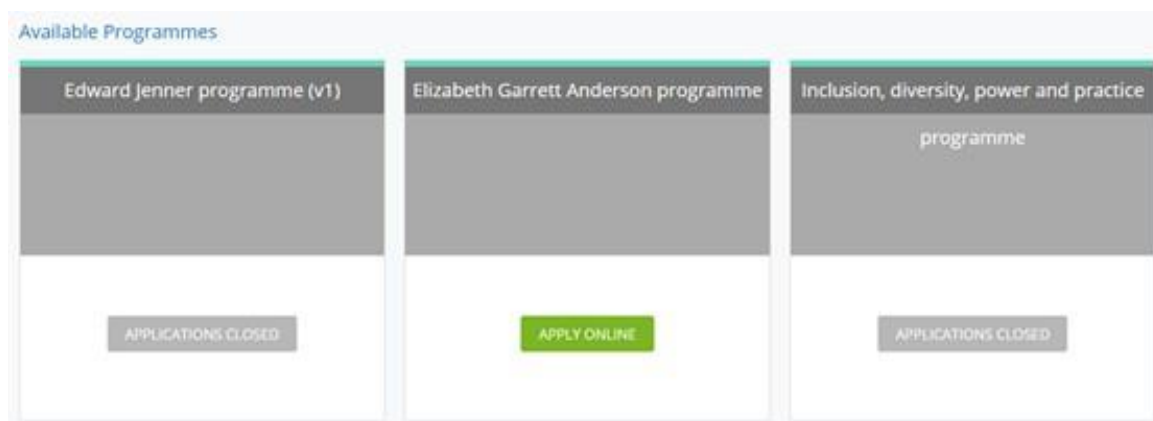 Available Programmes
Edward Jenner programme (v1)
Elizabeth Garrett Anderson programme
Inclusion, diversity, power and practice
programme
APPLICATIONS CLOSED
APPLY ONLINE
APPLICATIONS CLOSED